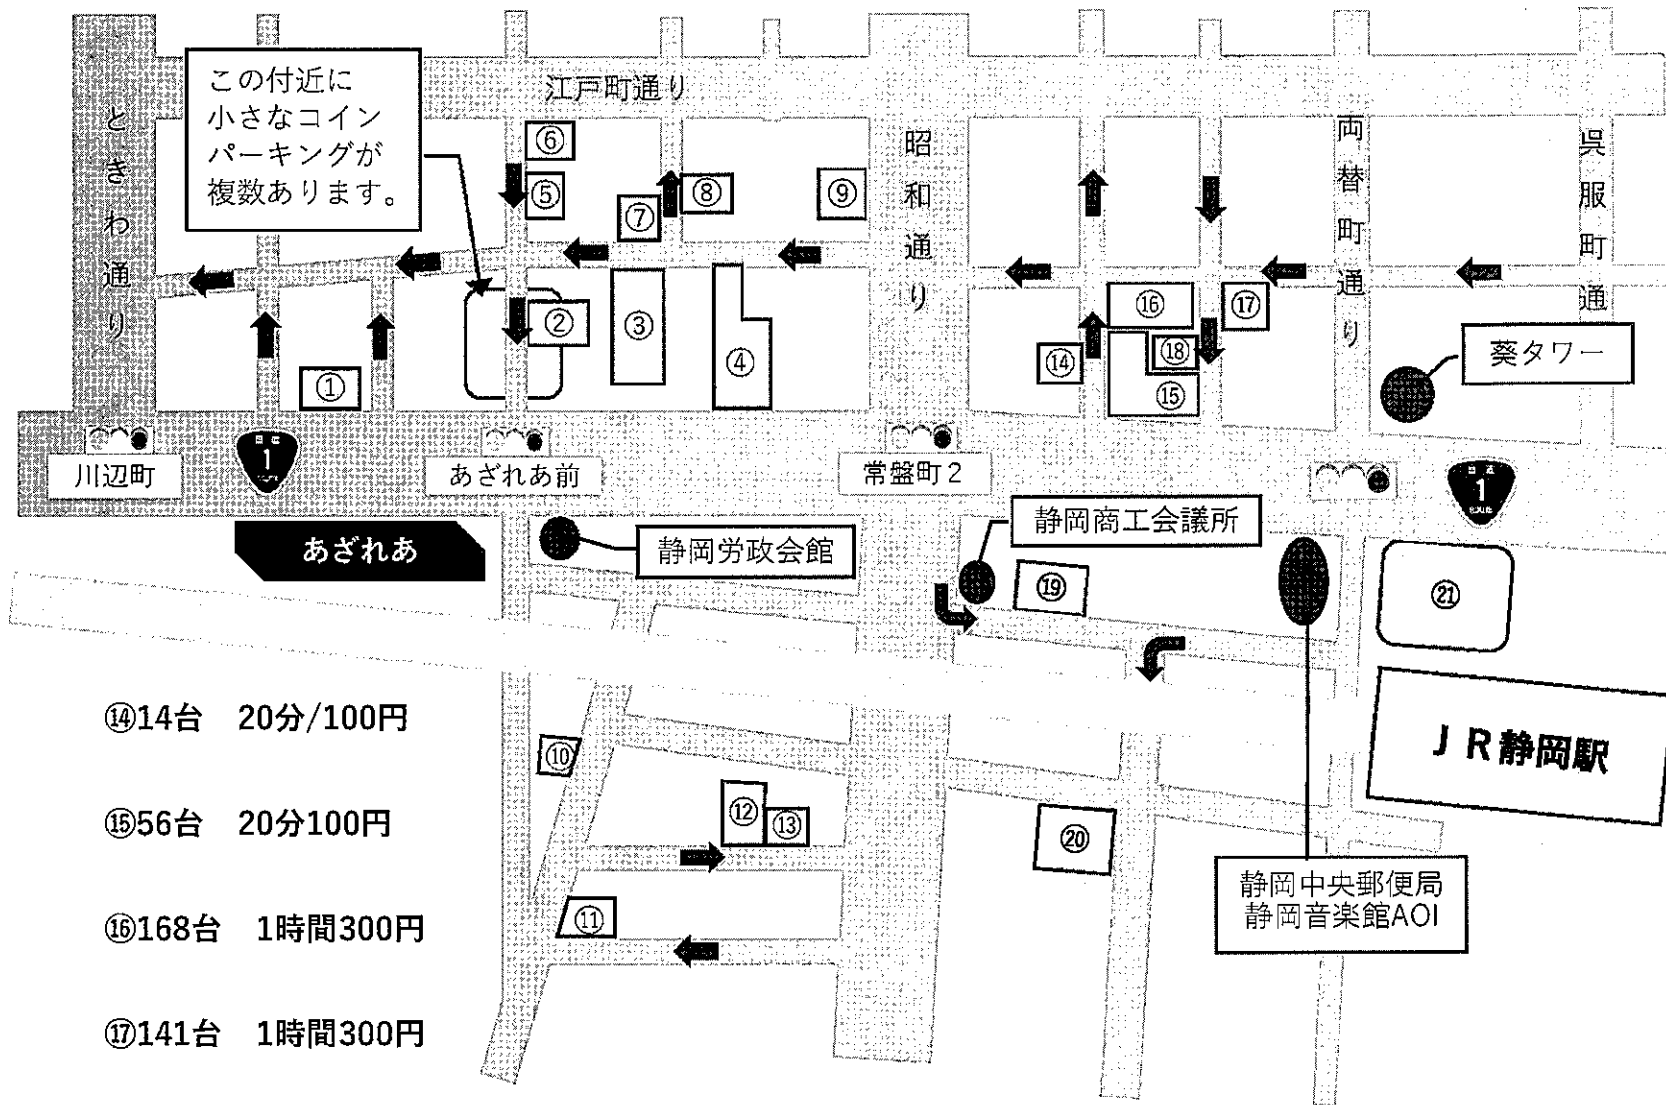 この付近に
小さなコイン
パーキングが
複数あります。
江戸町通り
ときわ通り
昭和通り
両替町通り
呉服町通
⑥
⑤
⑦
⑧
⑨
②
③
④
①
⑯
⑰
⑭
⑱
⑮
葵タワー
川辺町
1
あざれあ前
常盤町2
1
あざれあ
静岡労政会館
静岡商工会議所
⑲
㉑
JR静岡駅
⑩
⑫
⑬
⑪
⑳
静岡中央郵便局
静岡音楽館AOI
⑭14台 20分/100円
⑮56台 20分100円
⑯168台 1時間300円
⑰141台 1時間300円